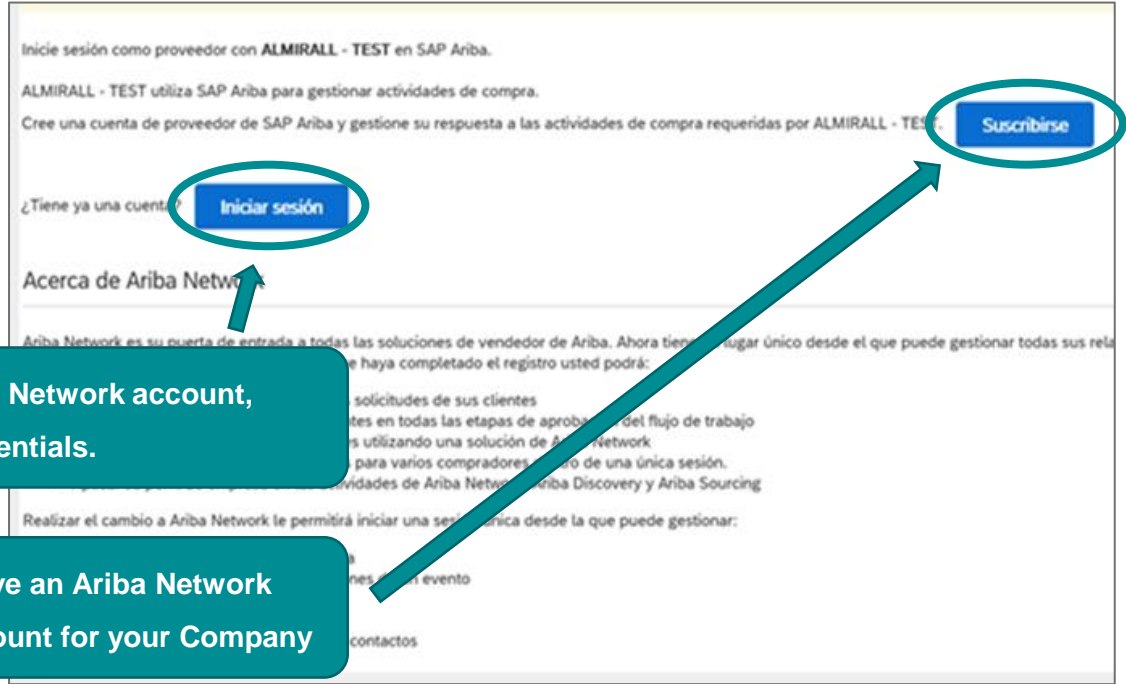 Inicie sesión como proveedor con ALMIRALL - TEST en SAP Ariba.
ALMIRALL - TEST utiliza SAP Ariba para gestionar actividades de compra.
Cree una cuenta de proveedor de SAP Ariba y gestione su respuesta a las actividades de compra requeridas por ALMIRALL - TEST.
Suscribirse
¿Tiene ya una cuenta?
Iniciar sesión
Acerca de Ariba Network
Ariba Network es su puerta de entrada a todas las soluciones de vendedor de Ariba. Ahora tiene lugar único desde el que puede gestionar todas sus rela
e haya completado el registro usted podrá:
Network account,
entials.
solicitudes de sus clientes
ntes en todas las etapas de aprobación del flujo de trabajo
es utilizando una solución de Ariba Network
para varios compradores dentro de una única sesión.
vidades de Ariba Network, Ariba Discovery y Ariba Sourcing
Realizar el cambio a Ariba Network le permitirá iniciar una sesión única desde la que puede gestionar:
ve an Ariba Network
ount for your Company
a
nes de un evento
contactos